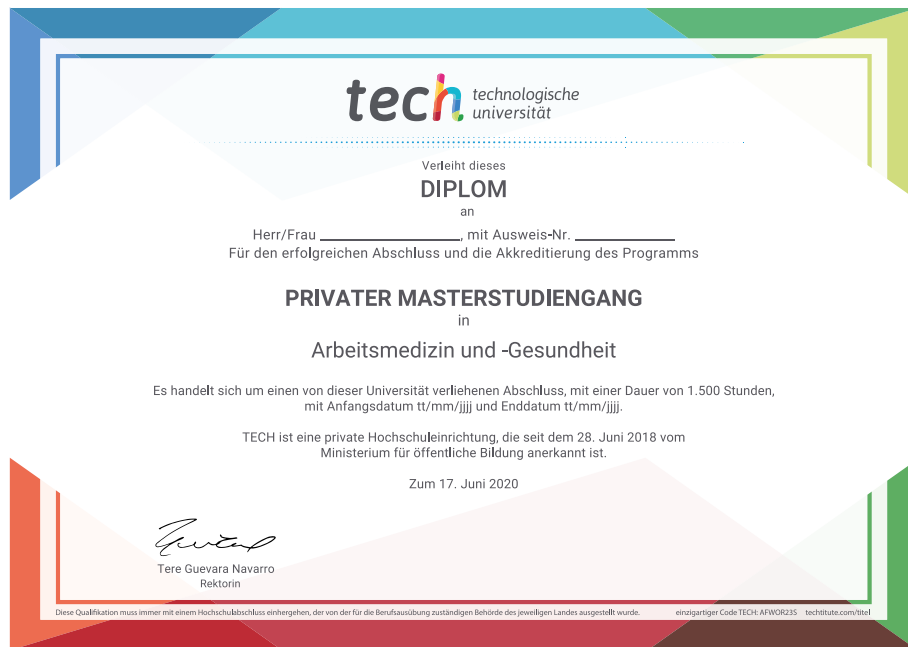 tech technologische
universität
Verleiht dieses
DIPLOM
an
Herr/Frau ____________________, mit Ausweis-Nr. __________________
Für den erfolgreichen Abschluss und die Akkreditierung des Programms
PRIVATER MASTERSTUDIENGANG
in
Arbeitsmedizin und -Gesundheit
Es handelt sich um einen von dieser Universität verliehenen Abschluss, mit einer Dauer von 1.500 Stunden,
mit Anfangsdatum tt/mm/jjjj und Enddatum tt/mm/jjjj.
TECH ist eine private Hochschuleinrichtung, die seit dem 28. Juni 2018 vom
Ministerium für öffentliche Bildung anerkannt ist.
Zum 17. Juni 2020
Tere Guevara Navarro
Rektorin
Diese Qualifikation muss immer mit einem Hochschulabschluss einhergehen, der von der für die Berufsausübung zuständigen Behörde des jeweiligen Landes ausgestellt wurde. einzigartiger Code TECH: AFWOR23S techtitute.com/titel